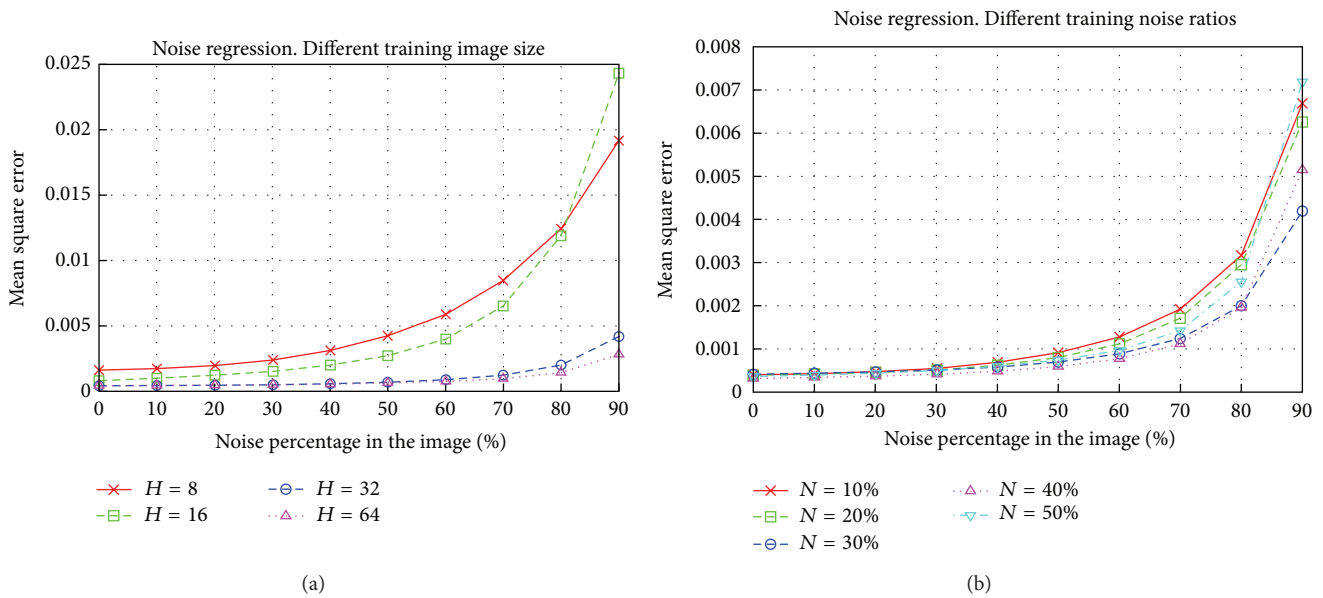 Noise regression. Different training image size
0.025
0.02
0.015
0.01
0.005
0
Mean square error
0 10 20 30 40 50 60 70 80 90
Noise percentage in the image (%)
H = 8
H = 16
H = 32
H = 64
(a)
Noise regression. Different training noise ratios
0.008
0.007
0.006
0.005
0.004
0.003
0.002
0.001
0
Mean square error
0 10 20 30 40 50 60 70 80 90
Noise percentage in the image (%)
N = 10%
N = 20%
N = 30%
N = 40%
N = 50%
(b)